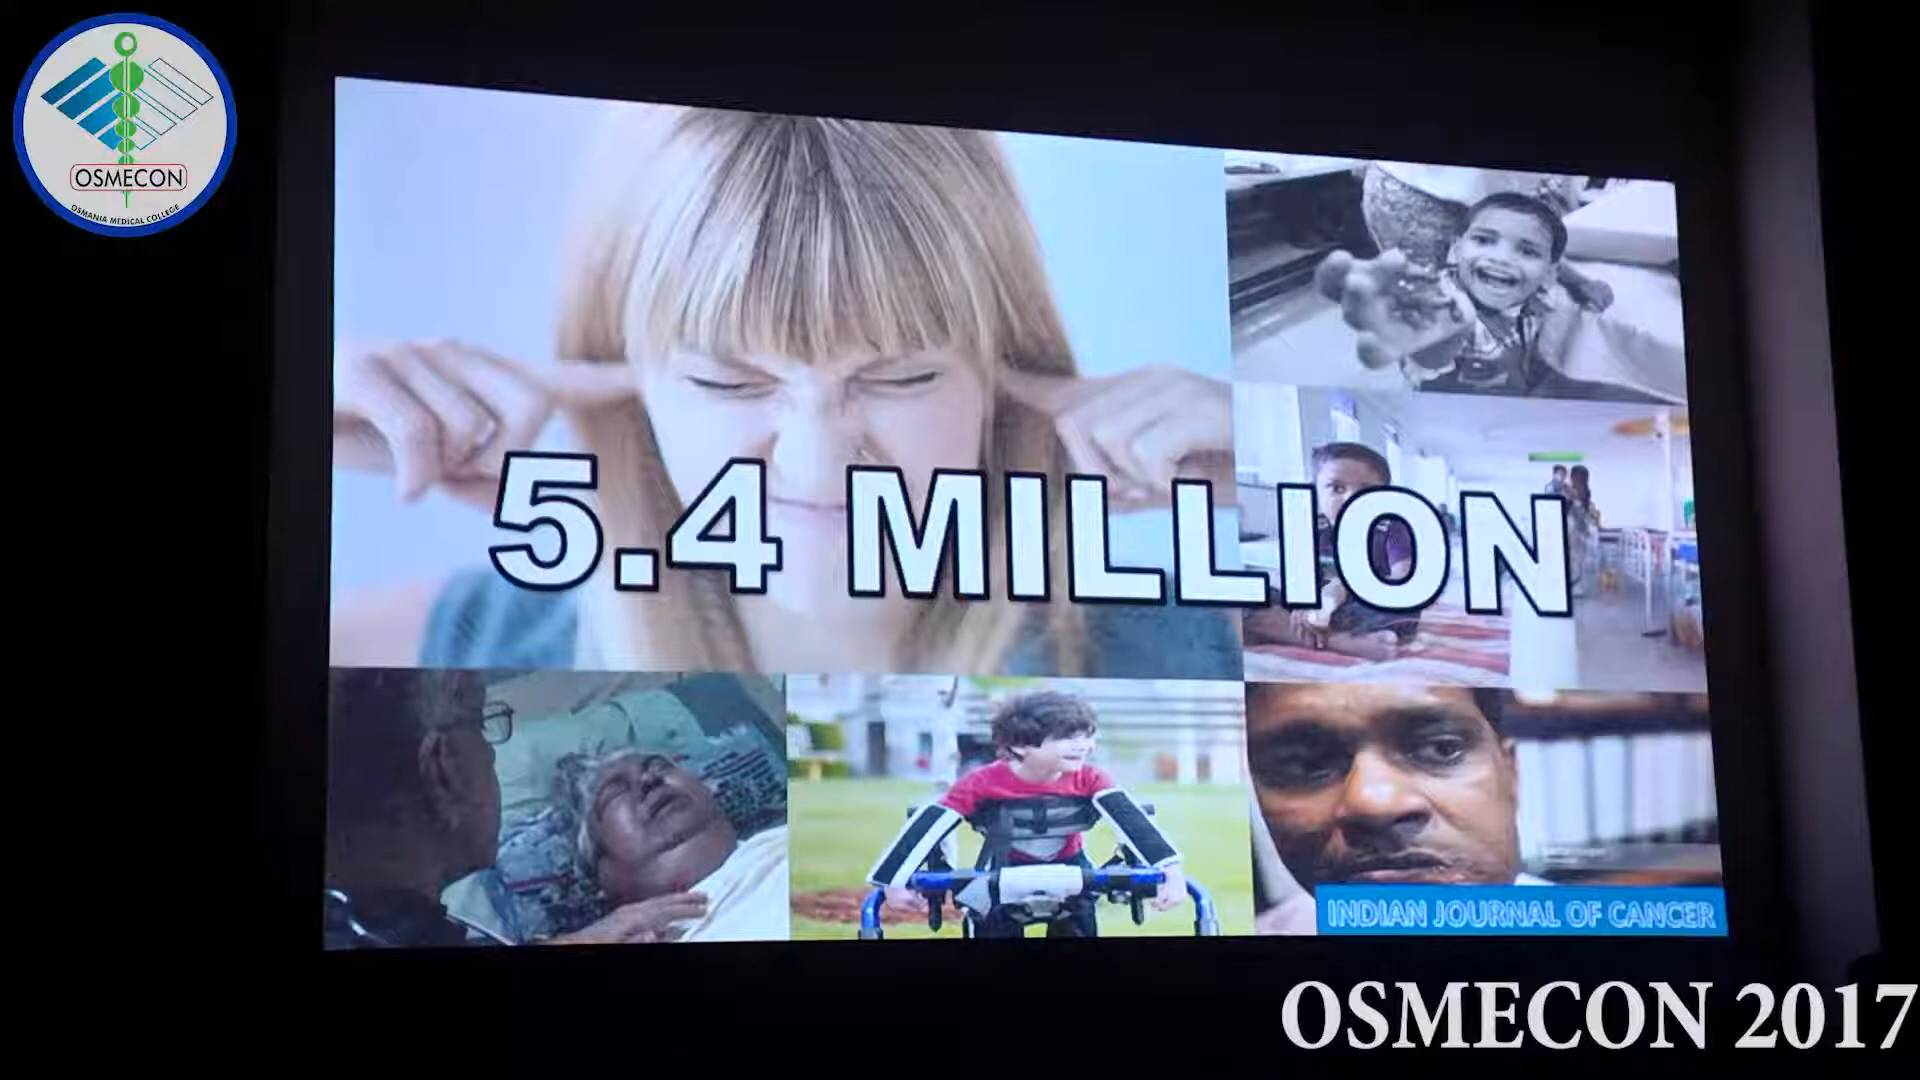 OSMECON
OSMANIA MEDICAL COLLEGE
5.4 MILLION
INDIAN JOURNAL OF CANCER
OSMECON 2017